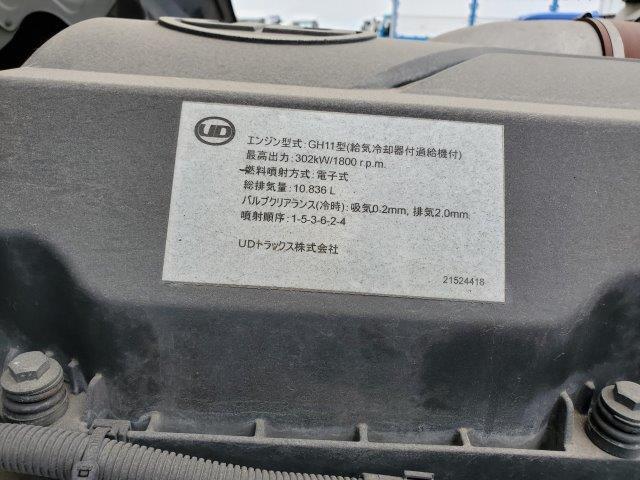 UD
エンジン型式: GH11型(給気冷却器付過給機付)
最高出力: 302kW/1800 r.p.m.
燃料噴射方式: 電子式
総排気量: 10.836 L
バルブクリアランス(冷時): 吸気0.2mm, 排気2.0mm
噴射順序: 1-5-3-6-2-4
UDトラックス株式会社
21524418